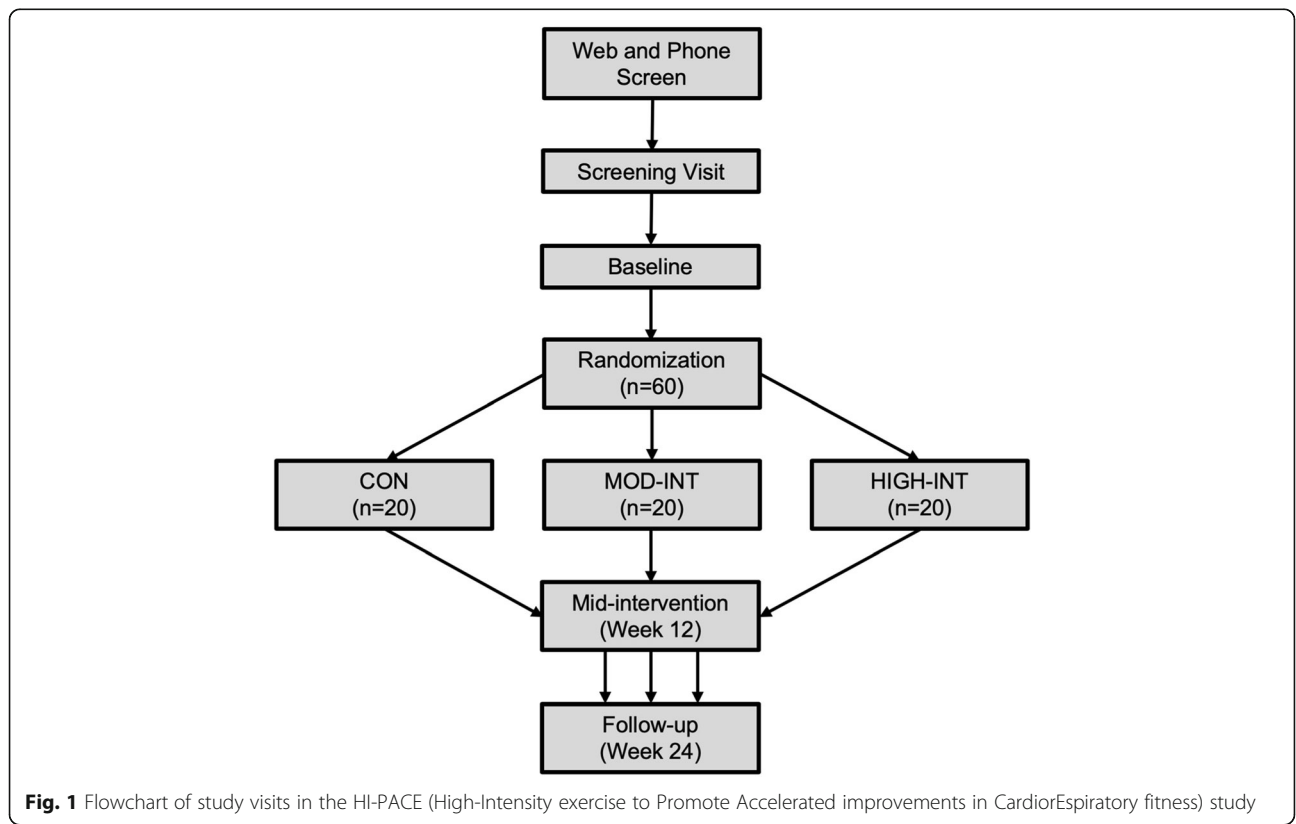 Web and Phone
Screen
Screening Visit
Baseline
Randomization
(n=60)
CON
(n=20)
MOD-INT
(n=20)
HIGH-INT
(n=20)
Mid-intervention
(Week 12)
Follow-up
(Week 24)
Fig. 1 Flowchart of study visits in the HI-PACE (High-Intensity exercise to Promote Accelerated improvements in CardiorEspiratory fitness) study